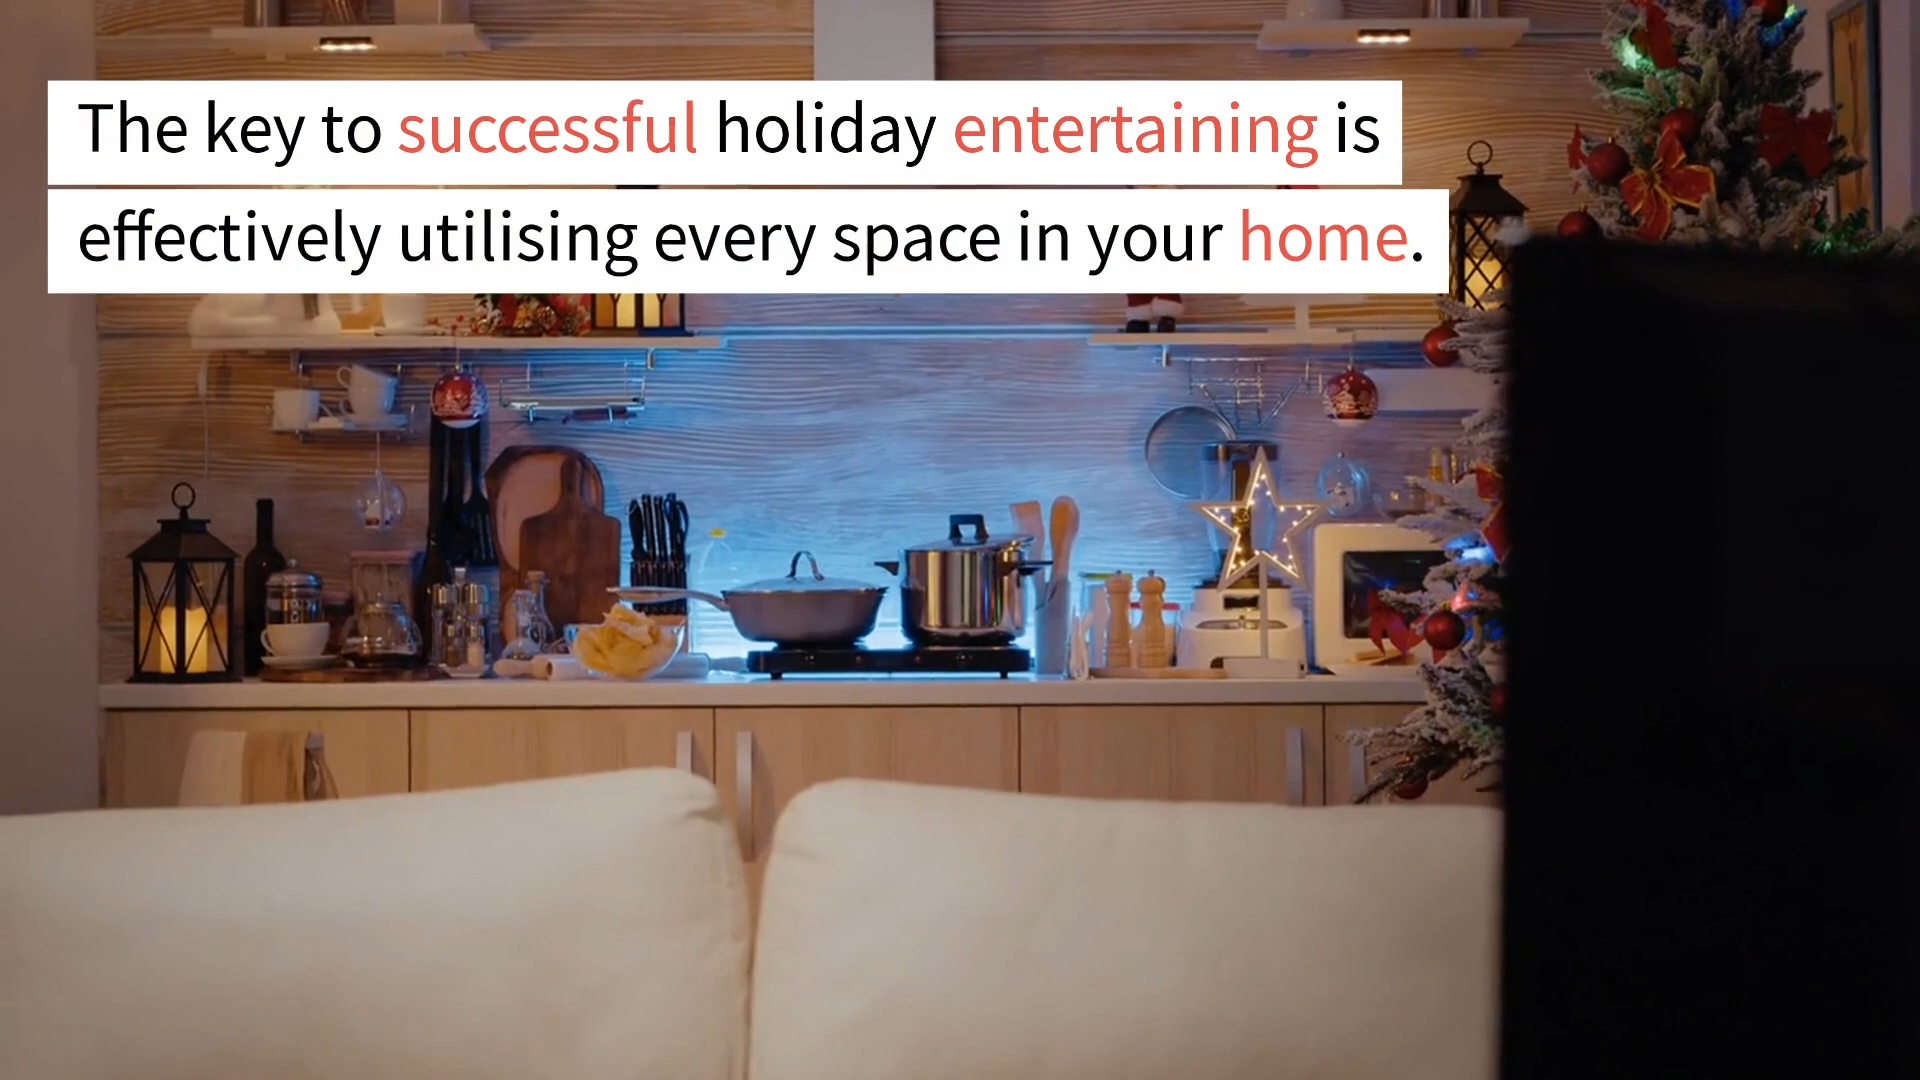 The key to successful holiday entertaining is
effectively utilising every space in your home.